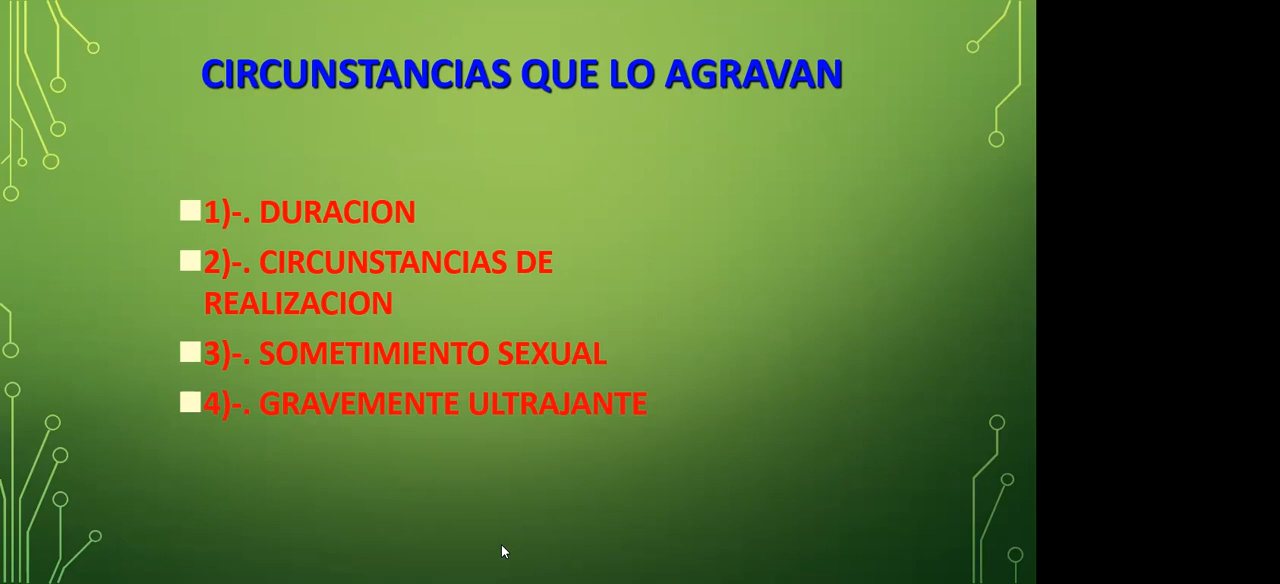 CIRCUNSTANCIAS QUE LO AGRAVAN
1)-. DURACION
2)-. CIRCUNSTANCIAS DE
REALIZACION
3)-. SOMETIMIENTO SEXUAL
4)-. GRAVEMENTE ULTRAJANTE